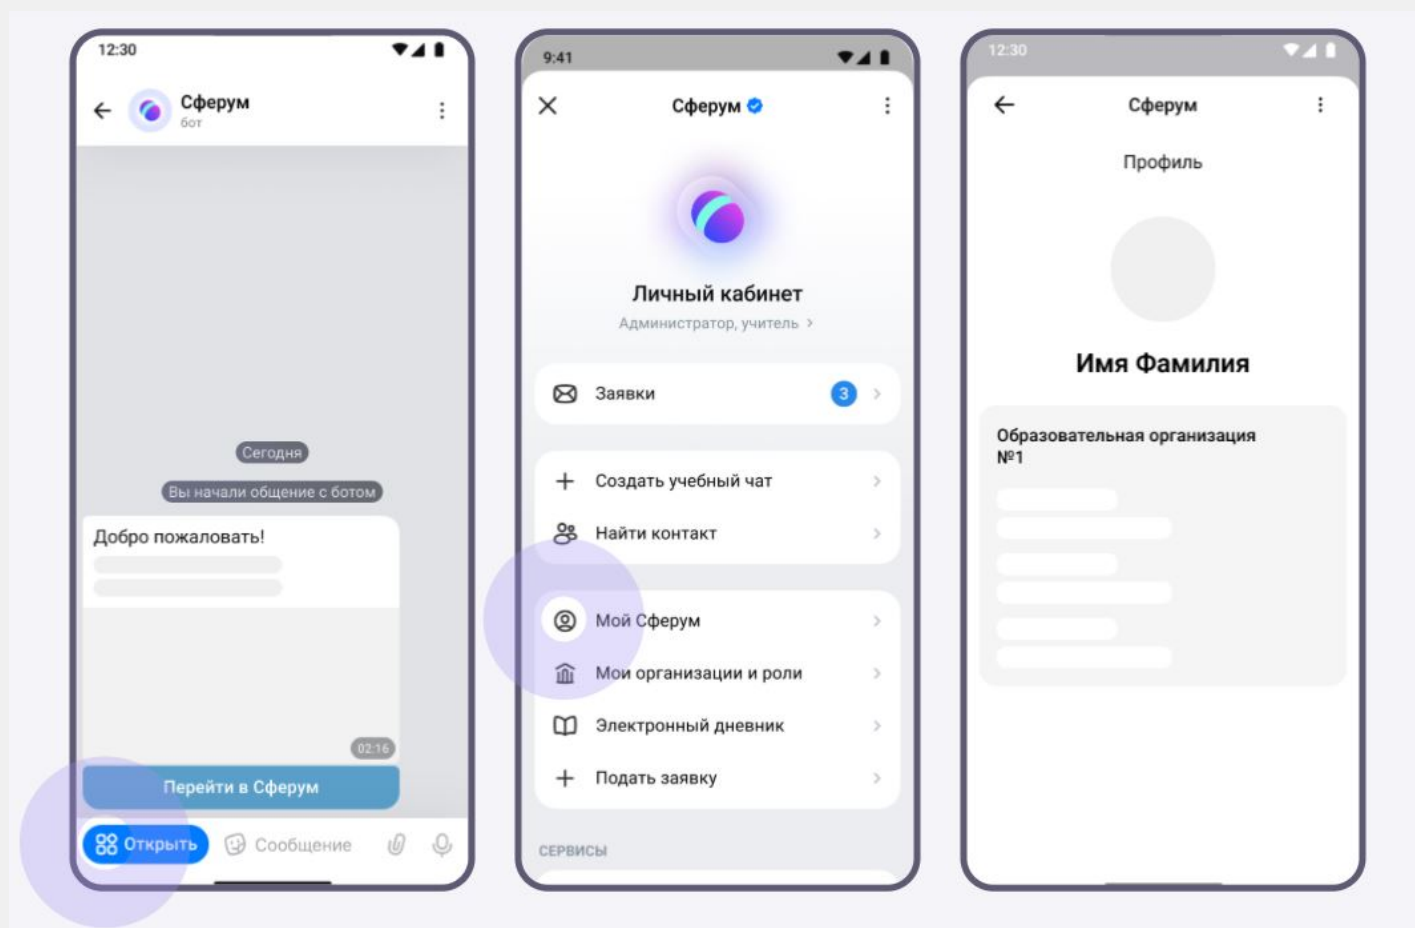 12:30
Сферум
бот
Сегодня
Вы начали общение с ботом
Добро пожаловать!
02:16
Перейти в Сферум
Открыть
Сообщение
9:41
Сферум
Личный кабинет
Администратор, учитель
Заявки
3
Создать учебный чат
Найти контакт
Мой Сферум
Мои организации и роли
Электронный дневник
Подать заявку
СЕРВИСЫ
12:30
Сферум
Профиль
Имя Фамилия
Образовательная организация
№1